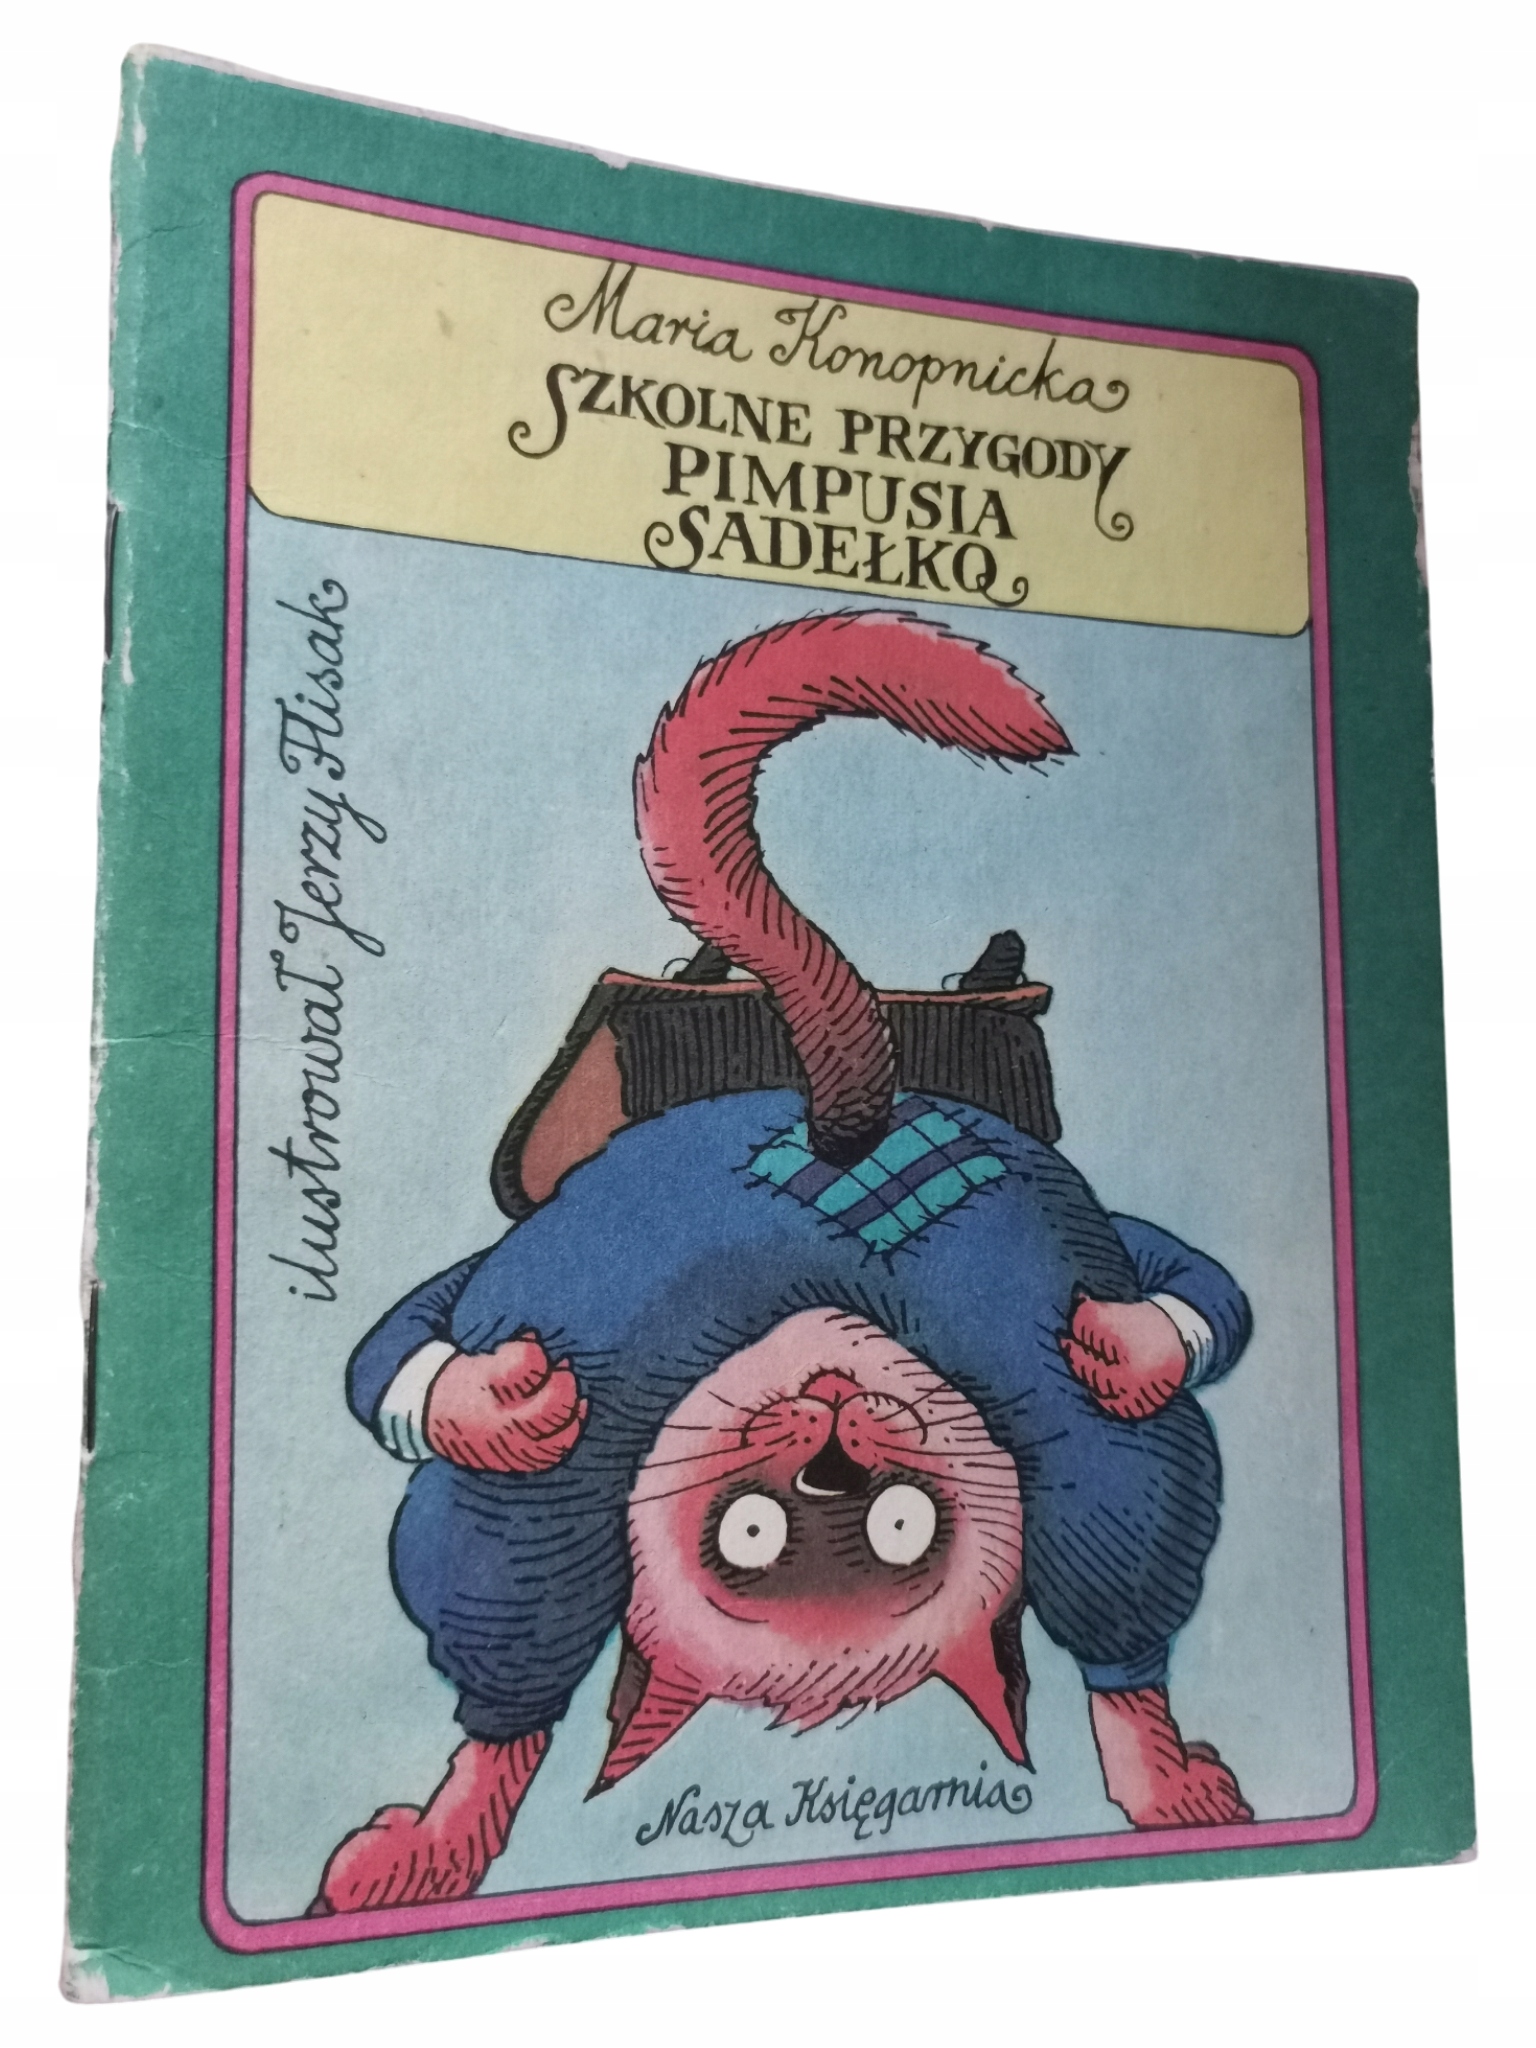 Maria Konopnicka
SZKOLNE PRZYGODY
PIMPUSIA
SADEŁKO
ilustrował Jerzy Flisak
Nasza Księgarnia